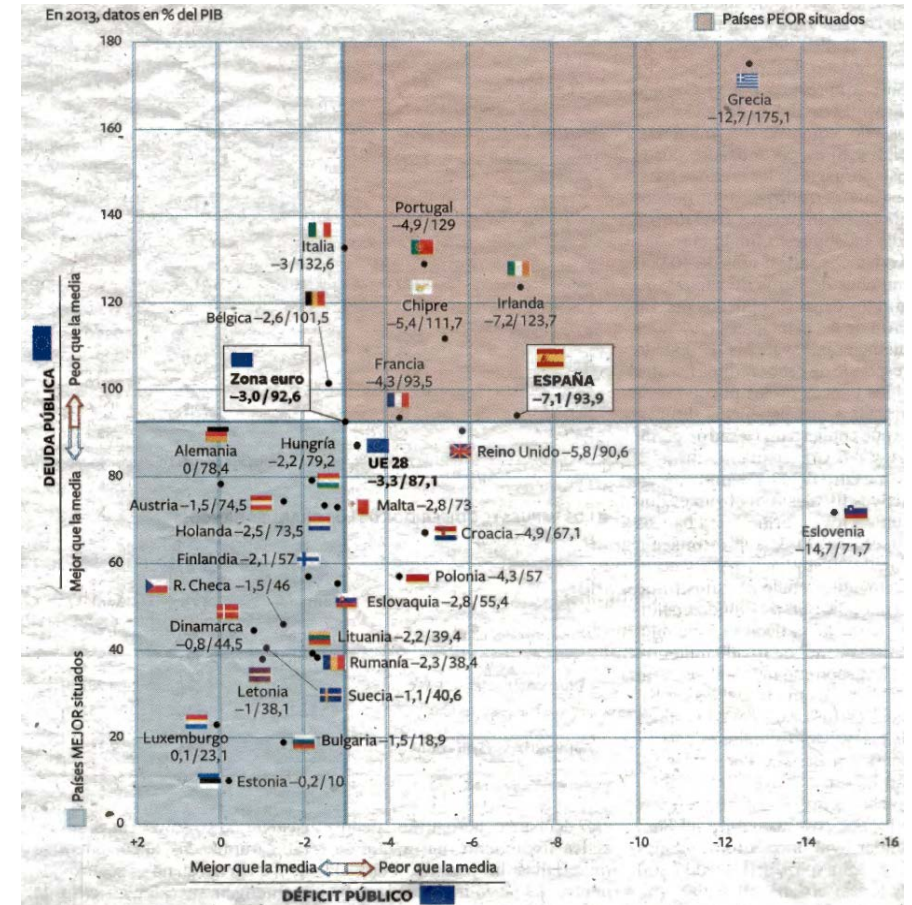 En 2013, datos en % del PIB
Países PEOR situados
180
160
140
120
100
80
60
40
20
0
Grecia
–12,7/175,1
Portugal
–4,9/129
Italia
–3/132,6
Chipre
–5,4/111,7
Irlanda
–7,2/123,7
Bélgica –2,6/101,5
Francia
–4,3/93,5
Zona euro
–3,0/92,6
ESPAÑA
–7,1/93,9
Alemania
0/78,4
Hungría
–2,2/79,2
UE 28
–3,3/87,1
Reino Unido –5,8/90,6
Austria –1,5/74,5
Malta –2,8/73
Holanda –2,5/73,5
Croacia –4,9/67,1
Eslovenia
–14,7/71,7
Finlandia –2,1/57
R. Checa –1,5/46
Polonia –4,3/57
Eslovaquia –2,8/55,4
Dinamarca
–0,8/44,5
Lituania –2,2/39,4
Rumanía –2,3/38,4
Letonia
–1/38,1
Suecia –1,1/40,6
Luxemburgo
0,1/23,1
Bulgaria –1,5/18,9
Estonia –0,2/10
+2 0 -2 -4 -6 -8 -10 -12 -14 -16
Mejor que la media Peor que la media
DÉFICIT PÚBLICO
DEUDA PÚBLICA
Peor que la media
Mejor que la media
Países MEJOR situados